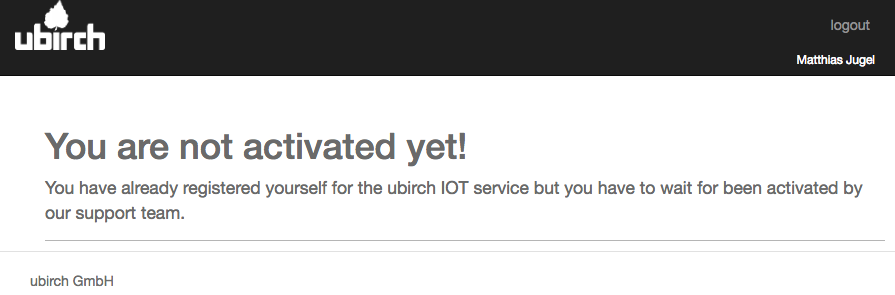 ubirch
logout
Matthias Jugel
You are not activated yet!
You have already registered yourself for the ubirch IOT service but you have to wait for been activated by
our support team.
ubirch GmbH